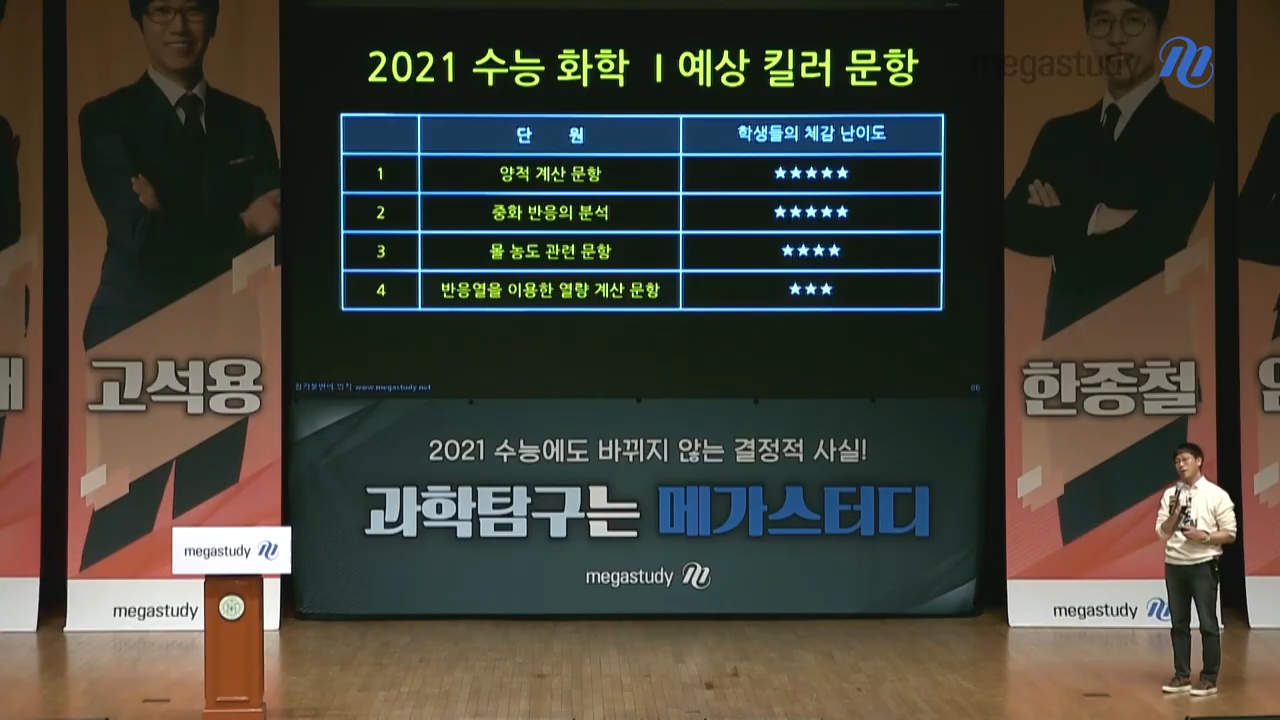 2021 수능 화학 Ⅰ 예상 킬러 문항
megastudy
단 원 학생들의 체감 난이도
1 양적 계산 문항 ★★★★★
2 중화 반응의 분석 ★★★★★
3 몰 농도 관련 문항 ★★★★
4 반응열을 이용한 열량 계산 문항 ★★★
www.megastudy.net
86
고석용
한종철
2021 수능에도 바뀌지 않는 결정적 사실!
과학탐구는 메가스터디
megastudy
megastudy
megastudy
megastudy